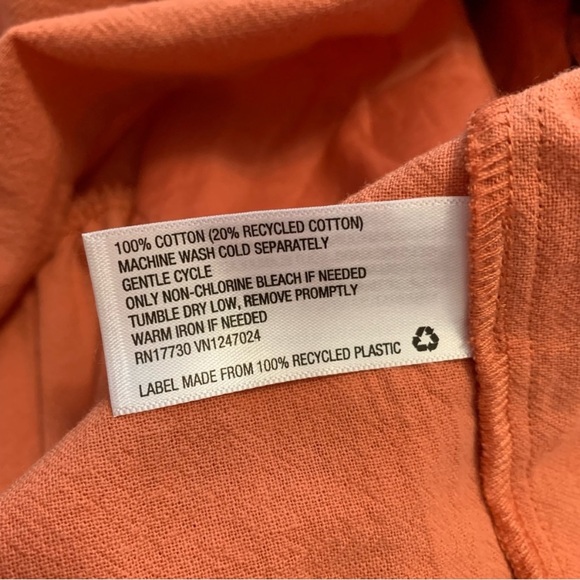 100% COTTON (20% RECYCLED COTTON)
MACHINE WASH COLD SEPARATELY
GENTLE CYCLE
ONLY NON-CHLORINE BLEACH IF NEEDED
TUMBLE DRY LOW, REMOVE PROMPTLY
WARM IRON IF NEEDED
RN17730 VN1247024
LABEL MADE FROM 100% RECYCLED PLASTIC